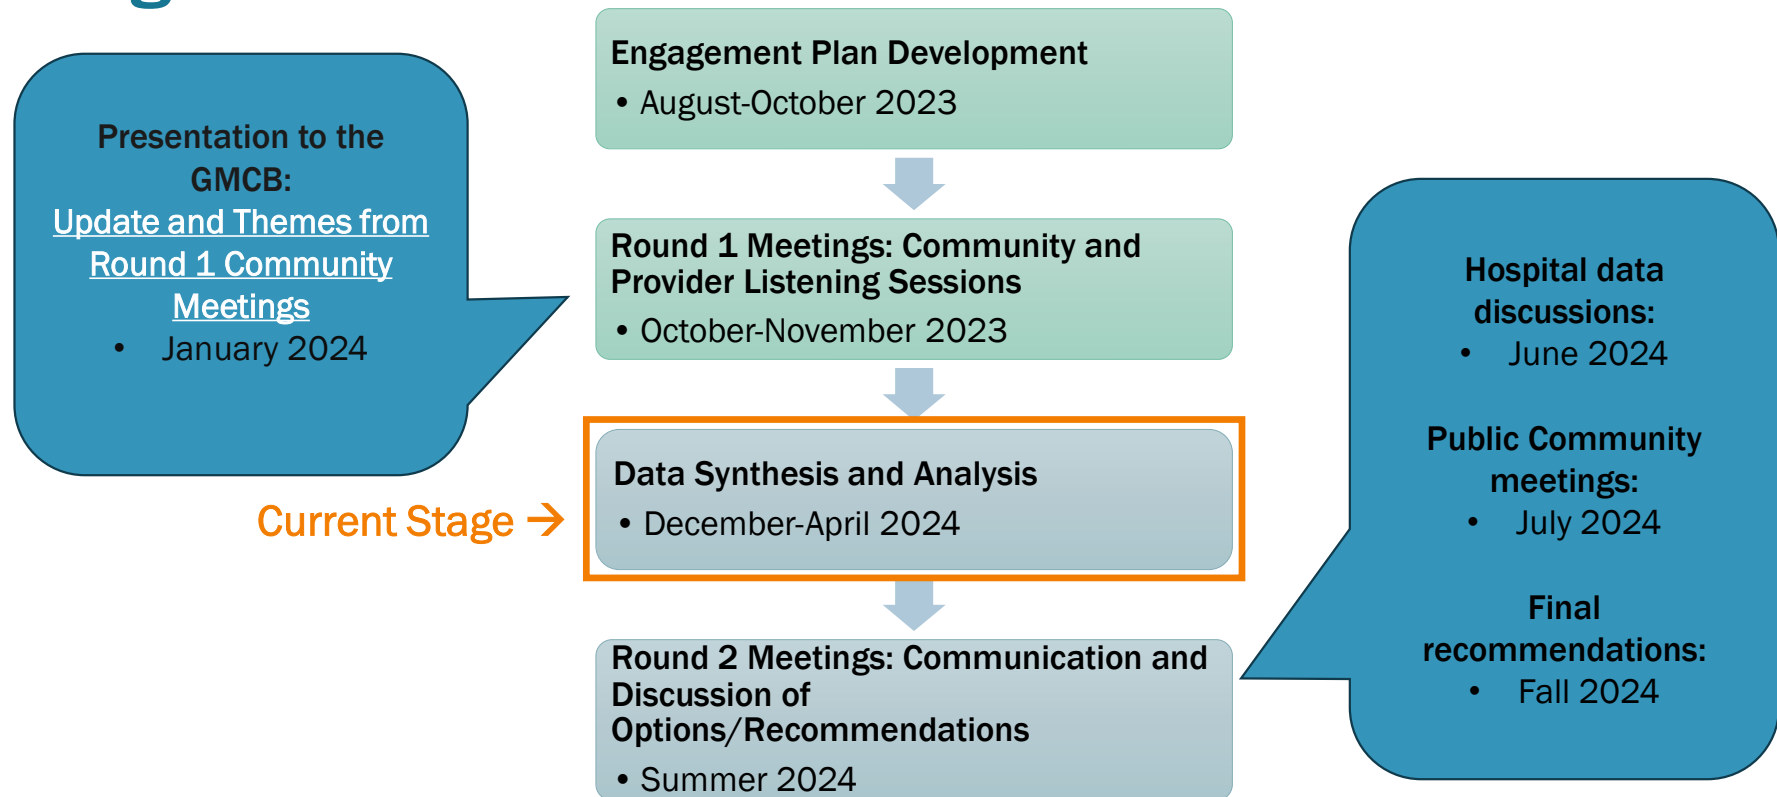 Presentation to the
GMCB:
Update and Themes from
Round 1 Community
Meetings
• January 2024
Engagement Plan Development
• August-October 2023
Round 1 Meetings: Community and
Provider Listening Sessions
• October-November 2023
Current Stage →
Data Synthesis and Analysis
• December-April 2024
Round 2 Meetings: Communication and
Discussion of
Options/Recommendations
• Summer 2024
Hospital data
discussions:
• June 2024
Public Community
meetings:
• July 2024
Final
recommendations:
• Fall 2024